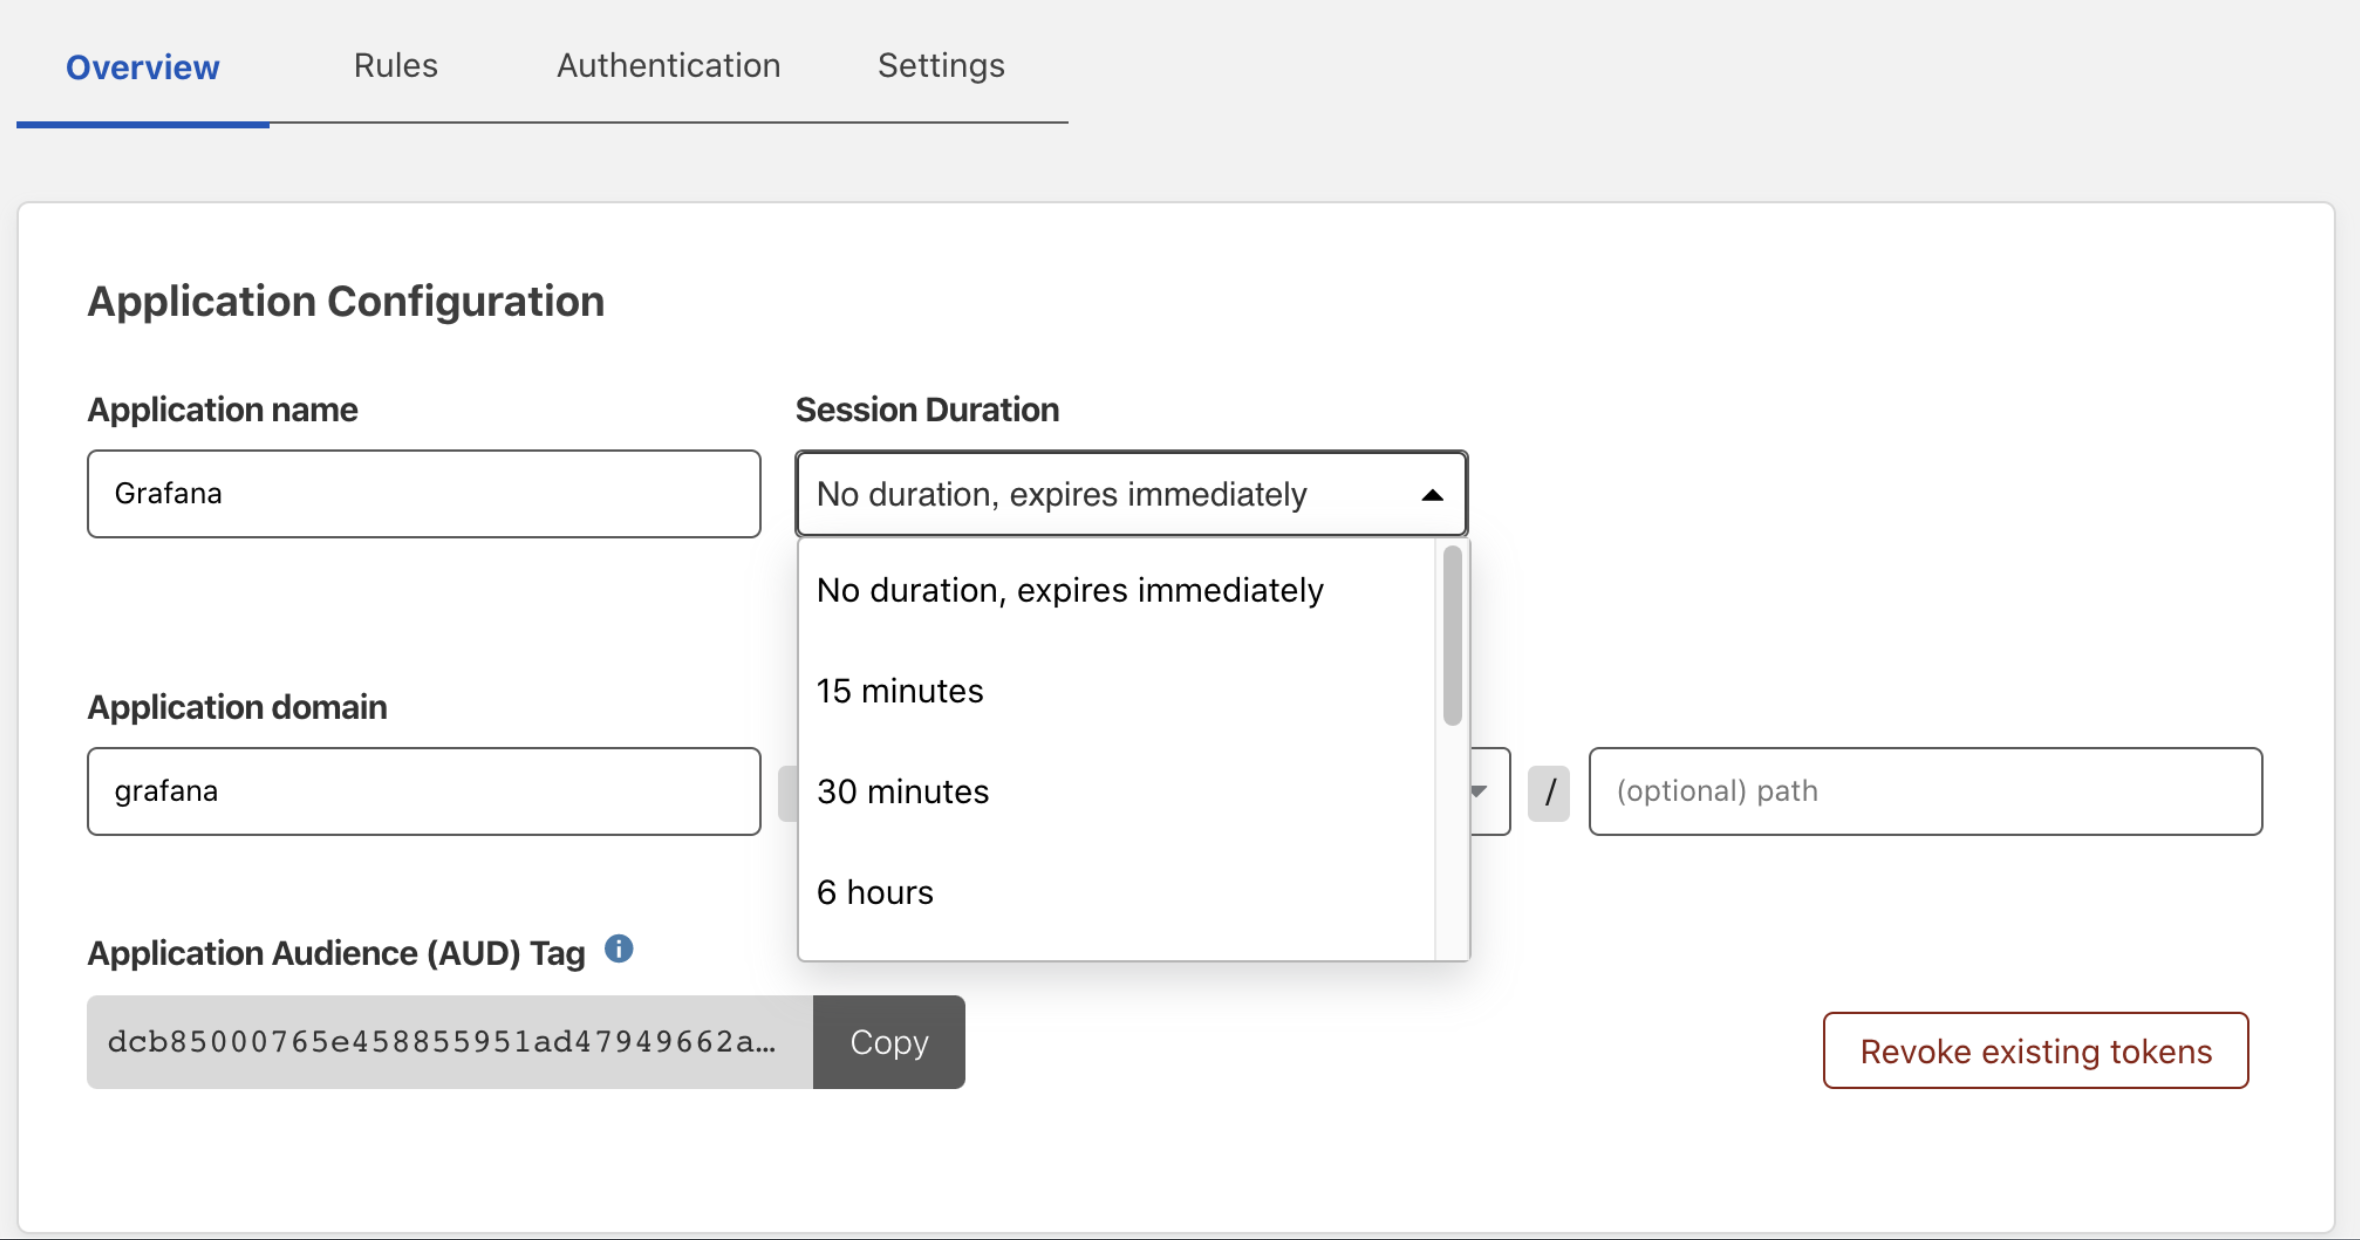 Overview Rules Authentication Settings
Application Configuration
Application name
Grafana
Session Duration
No duration, expires immediately
No duration, expires immediately
15 minutes
30 minutes
6 hours
Application domain
grafana
/
(optional) path
Application Audience (AUD) Tag
dcb85000765e458855951ad47949662a...
Copy
Revoke existing tokens